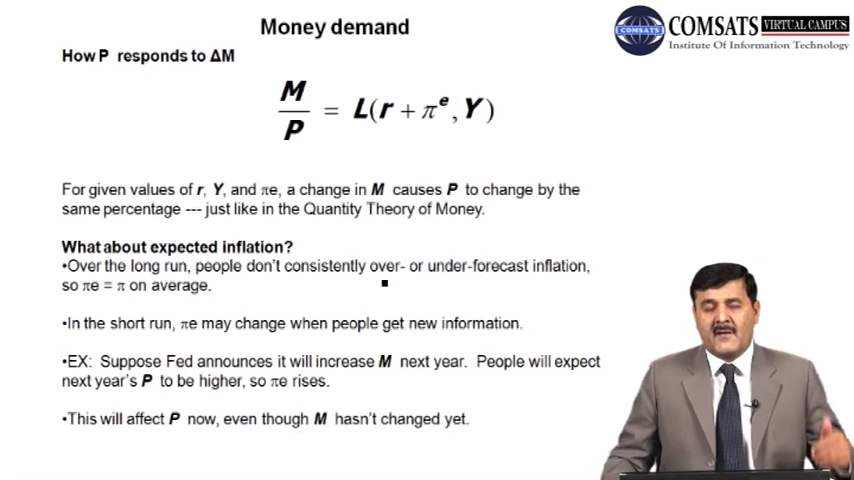 Money demand
COMSATS
COMSATS VIRTUAL CAMPUS
Institute Of Information Technology
How P responds to ΔM
M/P = L(r + πᵉ, Y)
For given values of r, Y, and πe, a change in M causes P to change by the
same percentage --- just like in the Quantity Theory of Money.
What about expected inflation?
•Over the long run, people don't consistently over- or under-forecast inflation,
so πe = π on average.
•In the short run, πe may change when people get new information.
•EX: Suppose Fed announces it will increase M next year. People will expect
next year's P to be higher, so πe rises.
•This will affect P now, even though M hasn't changed yet.